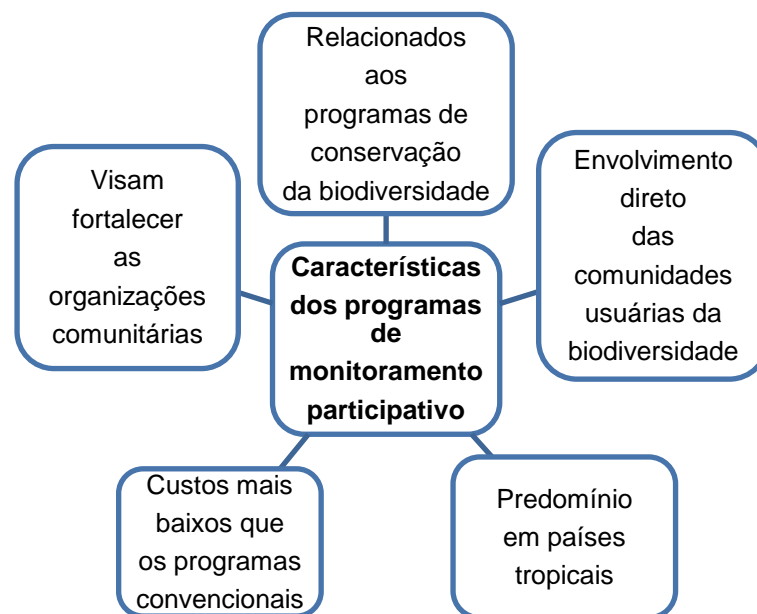 Relacionados
aos
programas de
conservação
da biodiversidade
Visam
fortalecer
as
organizações
comunitárias
Envolvimento
direto
das
comunidades
usuárias da
biodiversidade
Características
dos programas
de
monitoramento
participativo
Custos mais
baixos que
os programas
convencionais
Predomínio
em países
tropicais